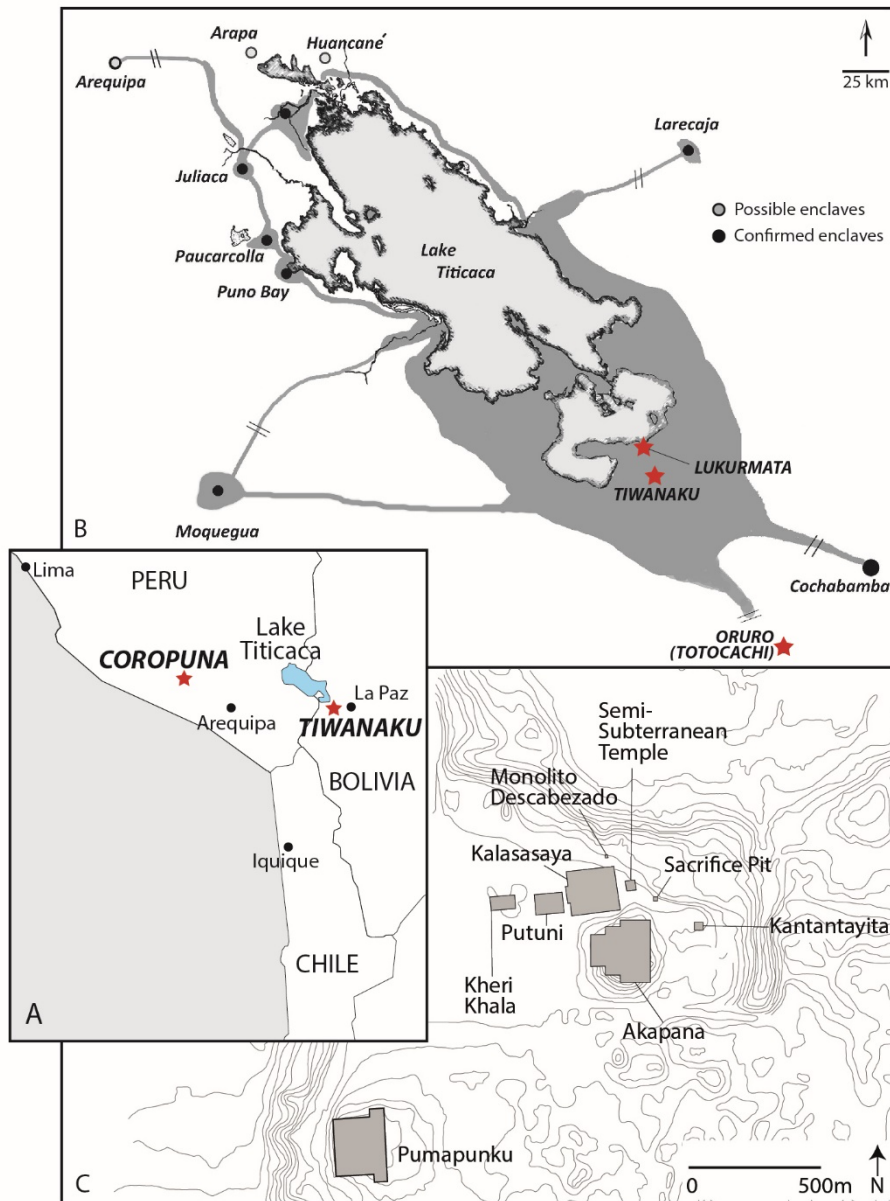 Arapa
Huancané
Arequipa
25 km
Larecaja
Juliaca
Possible enclaves
Confirmed enclaves
Paucarcolla
Lake
Titicaca
Puno Bay
LUKURMATA
TIWANAKU
B
Moquegua
Cochabamba
ORURO
(TOTOCACHI)
Lima
PERU
Lake
Titicaca
COROPUNA
La Paz
Arequipa
TIWANAKU
BOLIVIA
Iquique
CHILE
A
Semi-
Subterranean
Temple
Monolito
Descabezado
Kalasasaya
Sacrifice Pit
Putuni
Kantantayita
Kheri
Khala
Akapana
Pumapunku
C
0 500m N